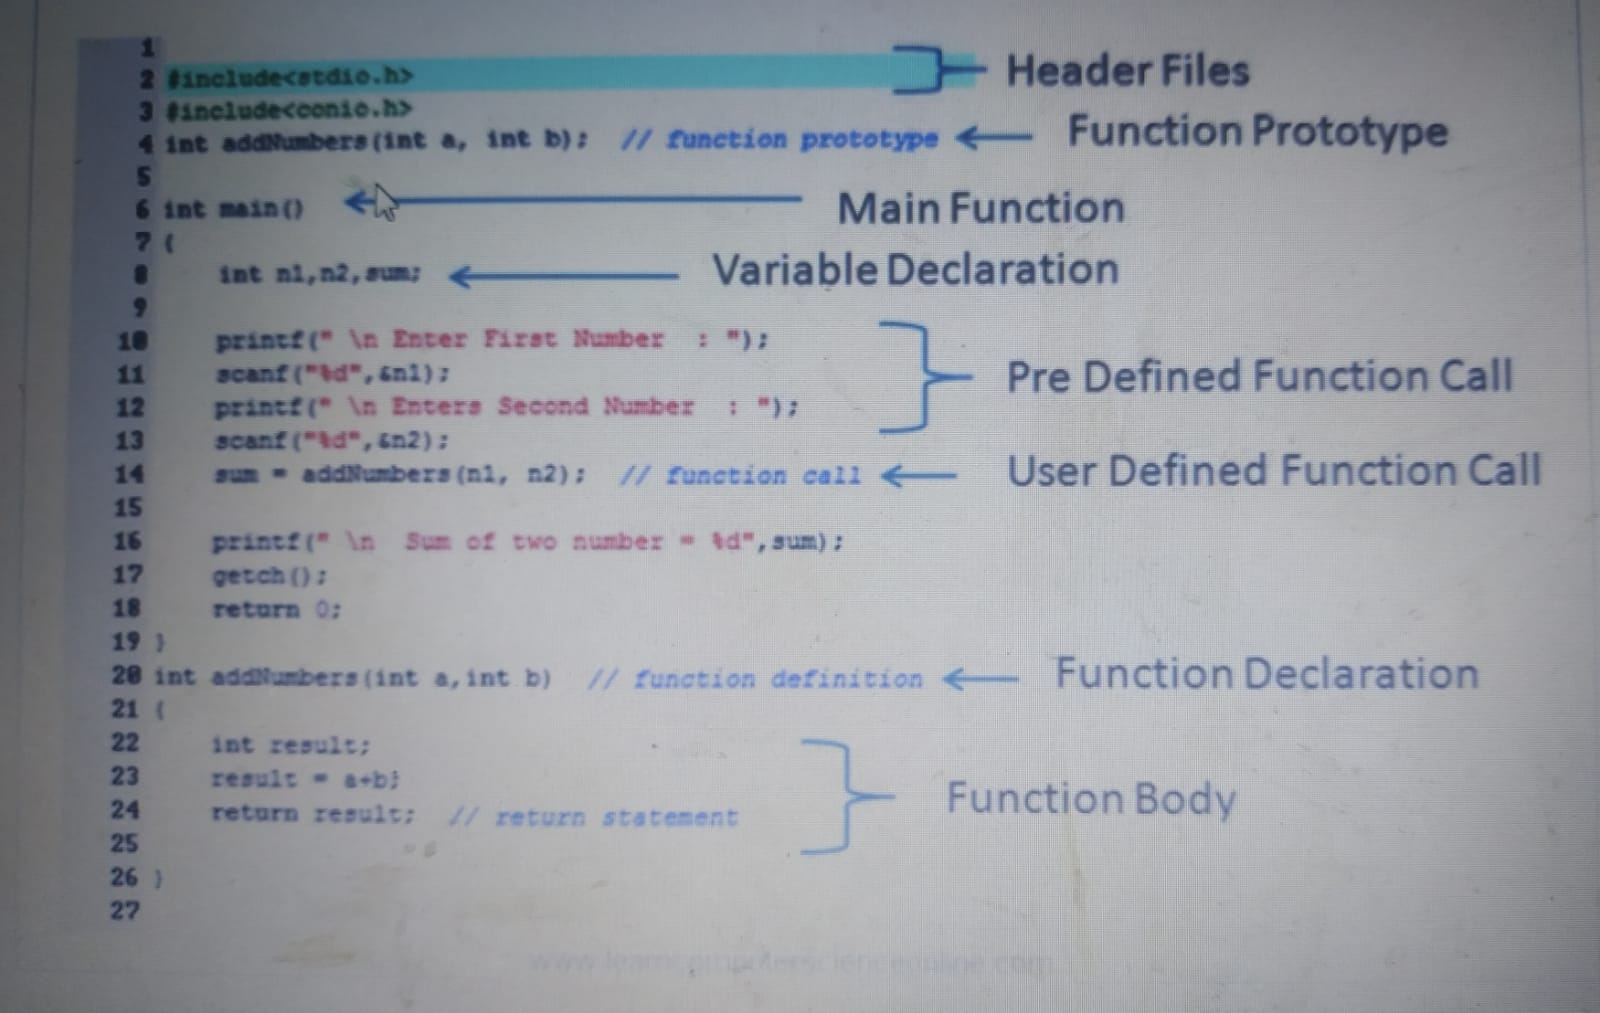 1
2 #include<stdio.h> Header Files
3 #include<conio.h>
4 int addNumbers(int a, int b); // function prototype Function Prototype
5
6 int main() Main Function
7 {
8 int n1,n2,sum; Variable Declaration
9
10 printf(" \n Enter First Number : ");
11 scanf("%d",&n1); Pre Defined Function Call
12 printf(" \n Enters Second Number : ");
13 scanf("%d",&n2);
14 sum = addNumbers(n1, n2); // function call User Defined Function Call
15
16 printf(" \n Sum of two number = %d",sum);
17 getch();
18 return 0;
19 }
20 int addNumbers(int a,int b) // function definition Function Declaration
21 {
22 int result;
23 result = a+b; Function Body
24 return result; // return statement
25
26 }
27
www.learncomputerscienceonline.com